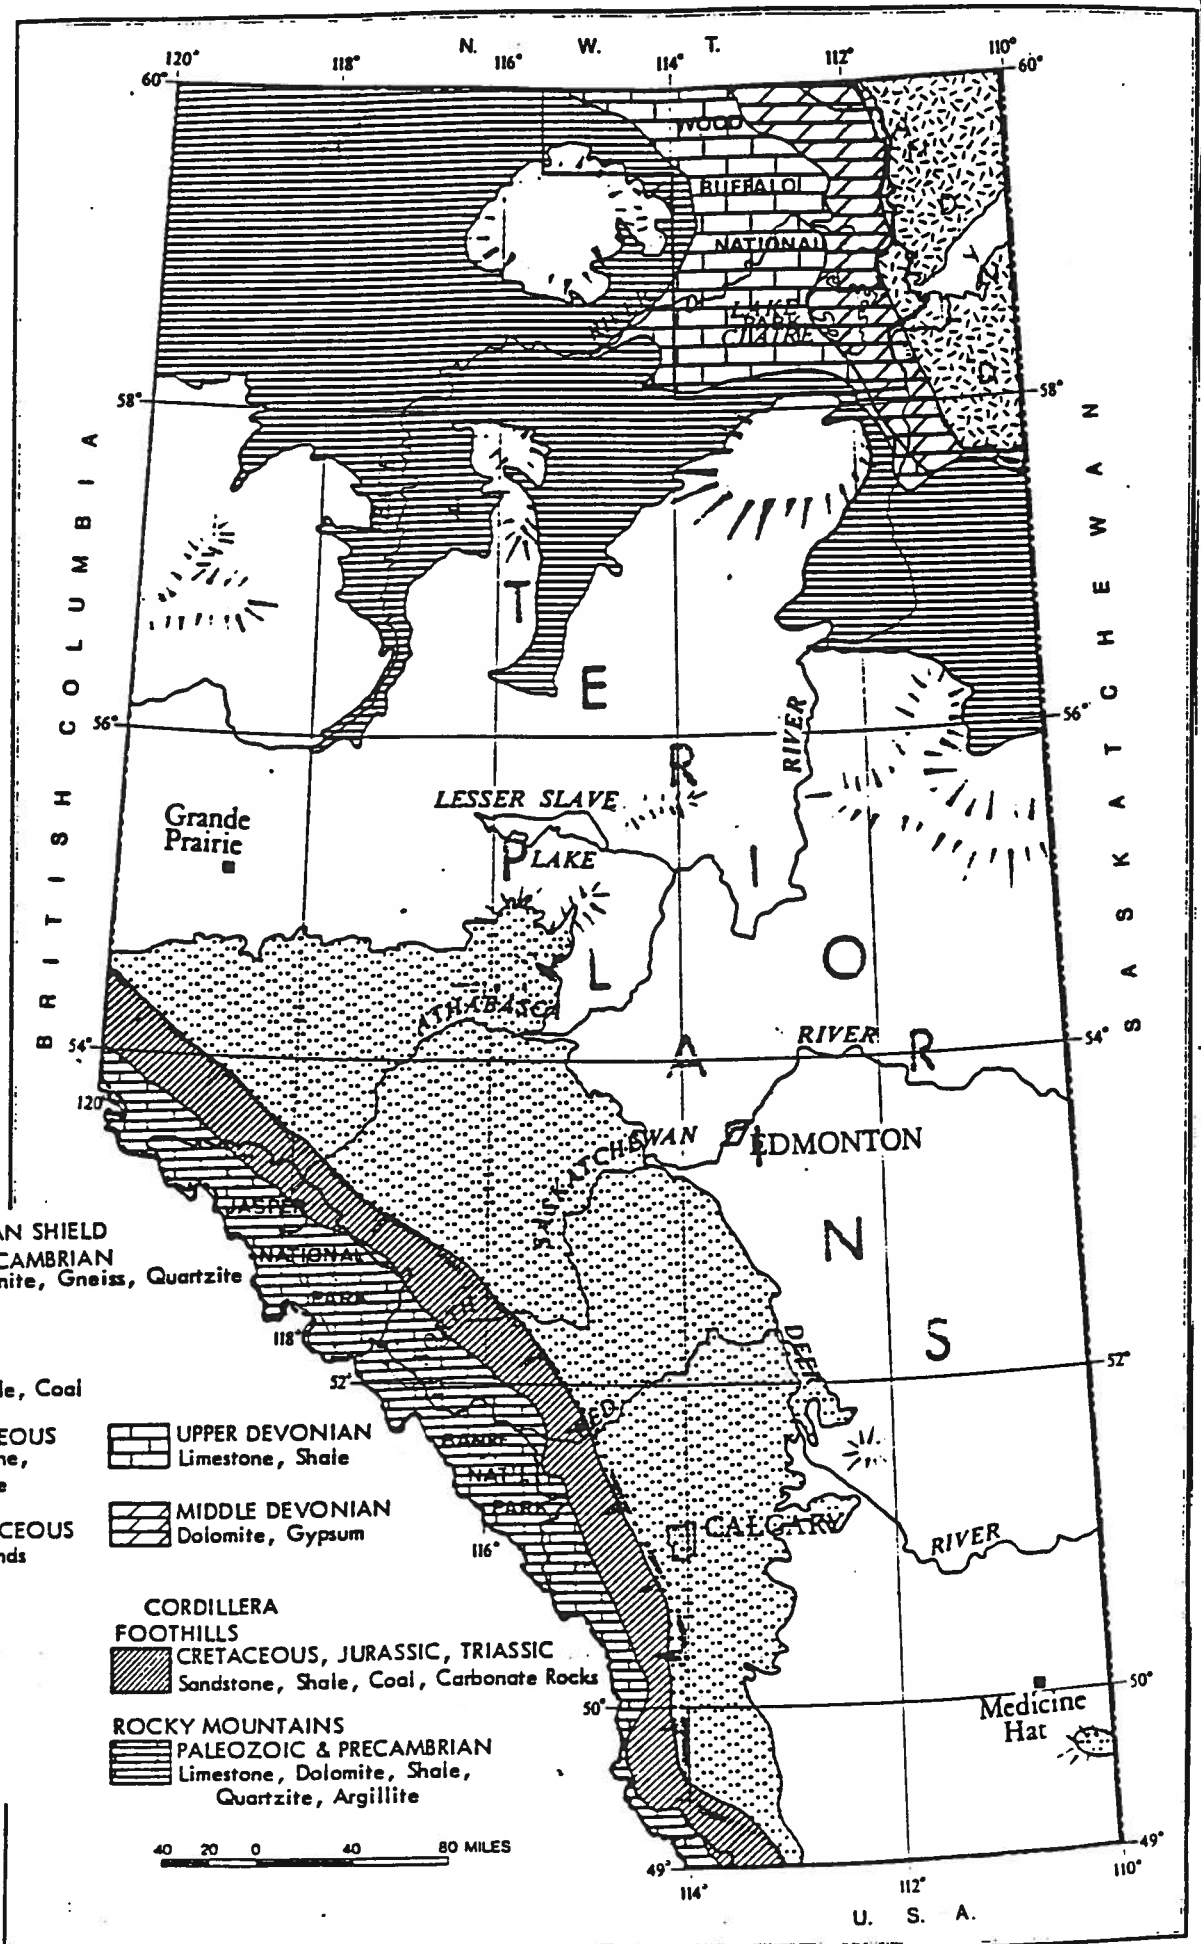 N. W. T.
120° 118° 116° 114° 112° 110°
60° 60°
WOOD
BUFFALO
NATIONAL
LAKE
PARK
CLAIRE
RIVER
58° 58°
BRITISH COLUMBIA
SASKATCHEWAN
INTERIOR
PLAINS
RIVER
56° 56°
LESSER SLAVE
LAKE
Grande
Prairie
ATHABASCA
RIVER
54° 54°
120°
SASKATCHEWAN
EDMONTON
JASPER
NATIONAL
PARK
AN SHIELD
CAMBRIAN
nite, Gneiss, Quartzite
118°
52° 52°
RED
DEER
le, Coal
EOUS
ne,
e
CEOUS
nds
UPPER DEVONIAN
Limestone, Shale
MIDDLE DEVONIAN
Dolomite, Gypsum
BANFF
NAT'L
PARK
116°
CALGARY
RIVER
CORDILLERA
FOOTHILLS
CRETACEOUS, JURASSIC, TRIASSIC
Sandstone, Shale, Coal, Carbonate Rocks
50° 50°
Medicine
Hat
ROCKY MOUNTAINS
PALEOZOIC & PRECAMBRIAN
Limestone, Dolomite, Shale,
Quartzite, Argillite
40 20 0 40 80 MILES
49° 49°
114° 112° 110°
U. S. A.